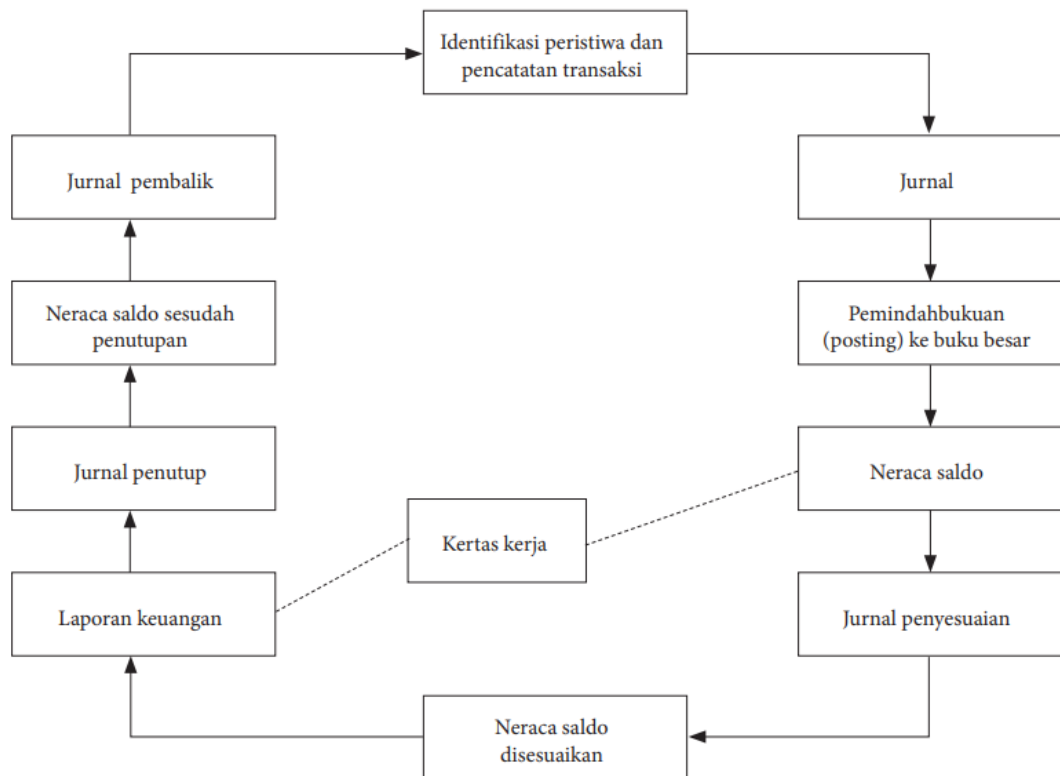 Identifikasi peristiwa dan
pencatatan transaksi
Jurnal pembalik
Jurnal
Neraca saldo sesudah
penutupan
Pemindahbukuan
(posting) ke buku besar
Jurnal penutup
Neraca saldo
Kertas kerja
Laporan keuangan
Jurnal penyesuaian
Neraca saldo
disesuaikan